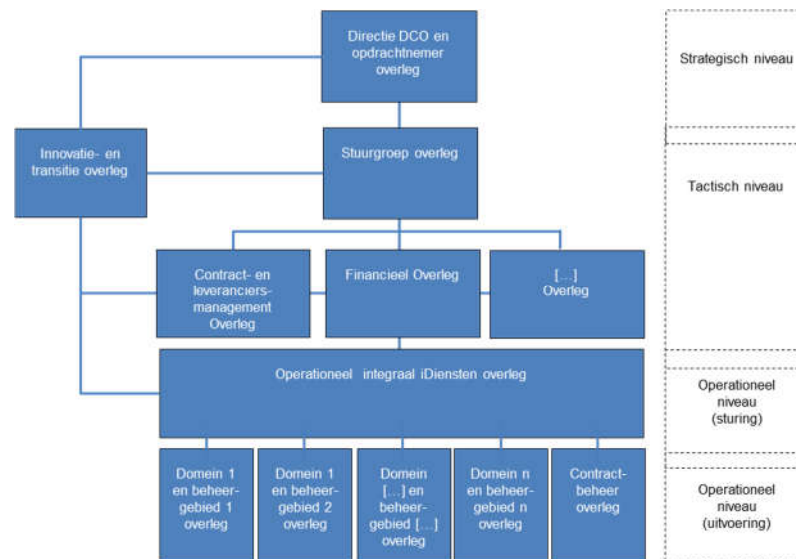 Directie DCO en
opdrachtnemer
overleg
Strategisch niveau
Innovatie- en
transitie overleg
Stuurgroep overleg
Tactisch niveau
Contract- en
leveranciers-
management
Overleg
Financieel Overleg
[...]
Overleg
Operationeel integraal iDiensten overleg
Operationeel
niveau
(sturing)
Domein 1
en beheer-
gebied 1
overleg
Domein 1
en beheer-
gebied 2
overleg
Domein
[...] en
beheer-
gebied [...]
overleg
Domein n
en beheer-
gebied n
overleg
Contract-
beheer
overleg
Operationeel
niveau
(uitvoering)